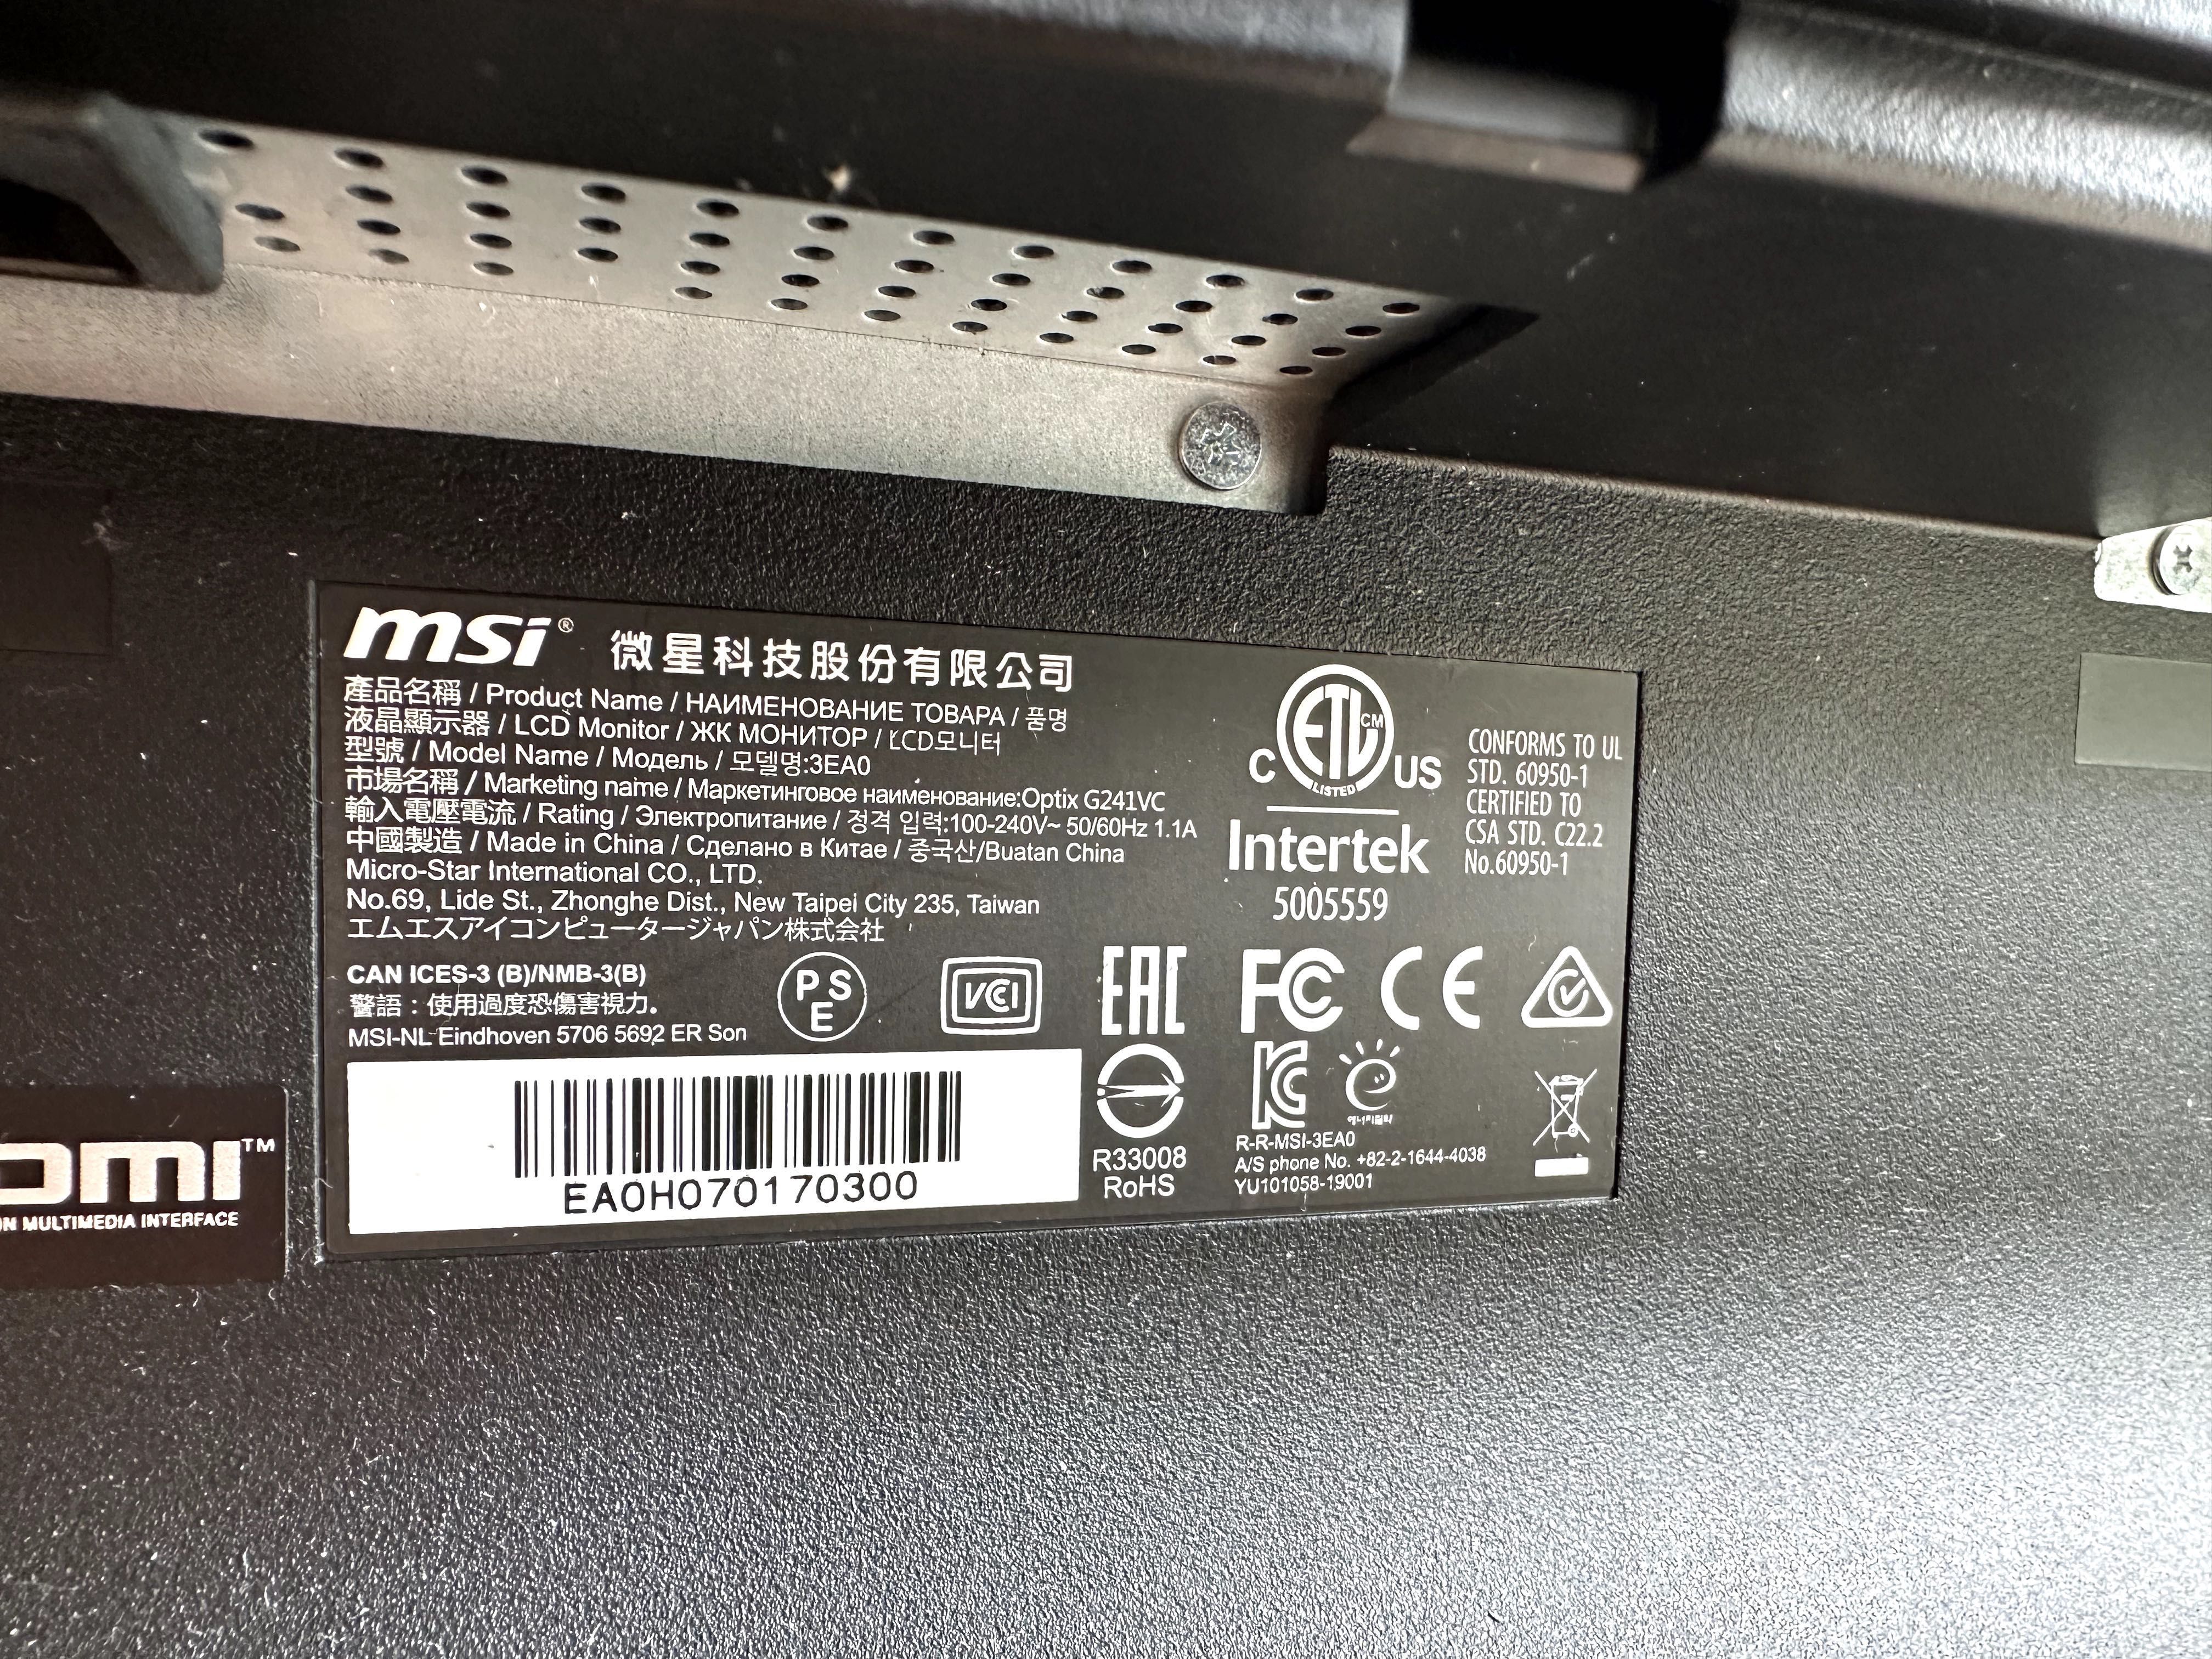 msi® 微星科技股份有限公司
產品名稱 / Product Name / НАИМЕНОВАНИЕ ТОВАРА / 품명
液晶顯示器 / LCD Monitor / ЖК МОНИТОР / LCD모니터
型號 / Model Name / Модель / 모델명:3EA0
市場名稱 / Marketing name / Маркетинговое наименование:Optix G241VC
輸入電壓電流 / Rating / Электропитание / 정격 입력:100-240V~ 50/60Hz 1.1A
中國製造 / Made in China / Сделано в Китае / 중국산/Buatan China
Micro-Star International CO., LTD.
No.69, Lide St., Zhonghe Dist., New Taipei City 235, Taiwan
エムエスアイコンピュータージャパン株式会社
CAN ICES-3 (B)/NMB-3(B)
警語：使用過度恐傷害視力。
MSI-NL Eindhoven 5706 5692 ER Son
EA0H070170300
C ETL CM US
LISTED
Intertek
5005559
CONFORMS TO UL
STD. 60950-1
CERTIFIED TO
CSA STD. C22.2
No.60950-1
PSE
VCCI
EAC
FC
CE
R33008
RoHS
KC
에너지절약
R-R-MSI-3EA0
A/S phone No. +82-2-1644-4038
YU101058-19001
TM
MULTIMEDIA INTERFACE